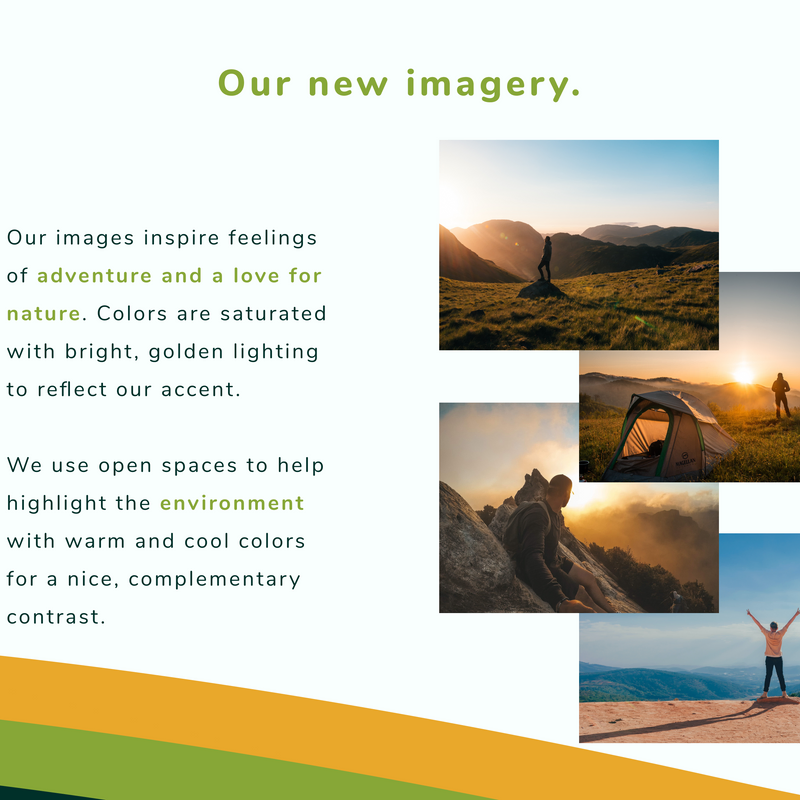 Our new imagery.
Our images inspire feelings
of adventure and a love for
nature. Colors are saturated
with bright, golden lighting
to reflect our accent.
We use open spaces to help
highlight the environment
with warm and cool colors
for a nice, complementary
contrast.